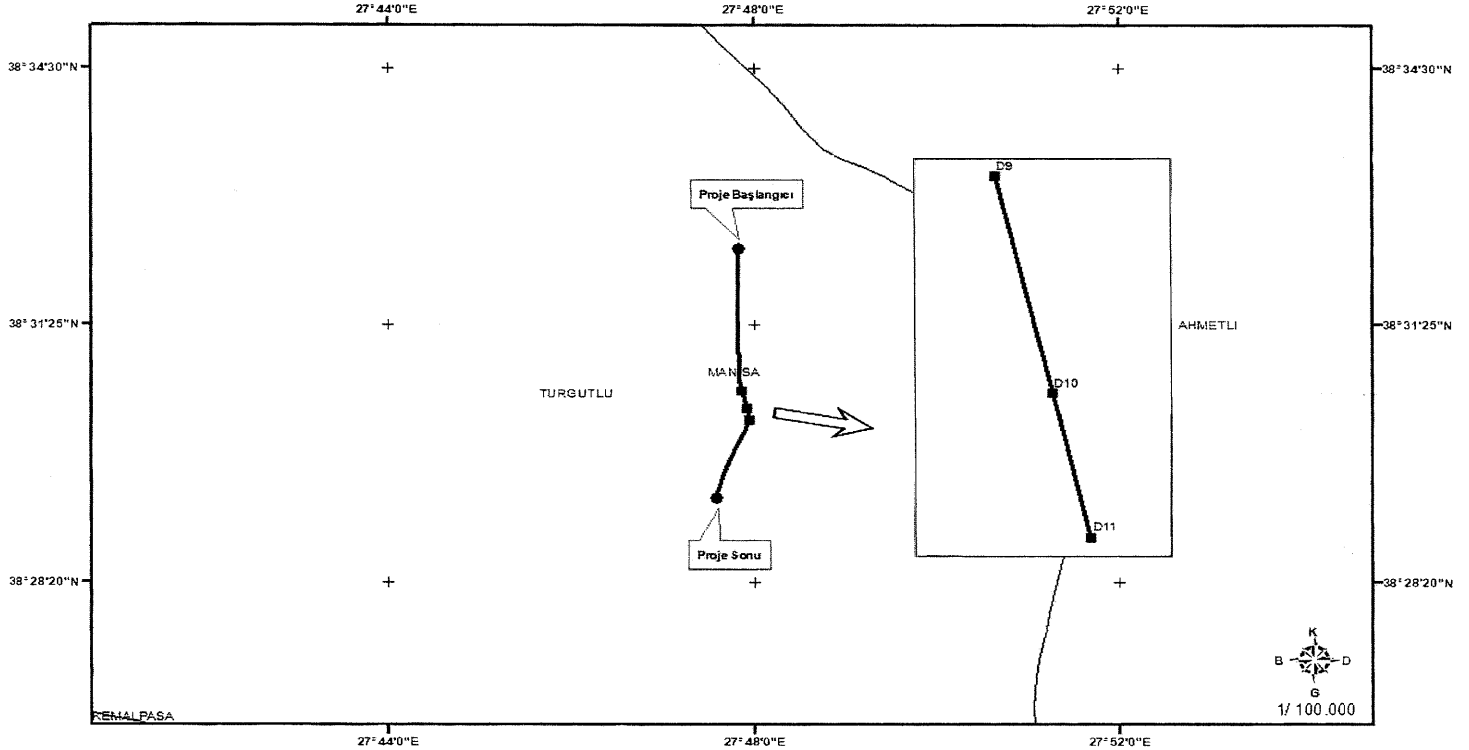 27°44'0"E 27°48'0"E 27°52'0"E
38°34'30"N 38°34'30"N
D9
Proje Başlangıcı
38°31'25"N 38°31'25"N
AHMETLI
MANISA
TURGUTLU
D10
D11
Proje Sonu
38°28'20"N 38°28'20"N
K
B D
G
1/ 100.000
KEMALPASA
27°44'0"E 27°48'0"E 27°52'0"E